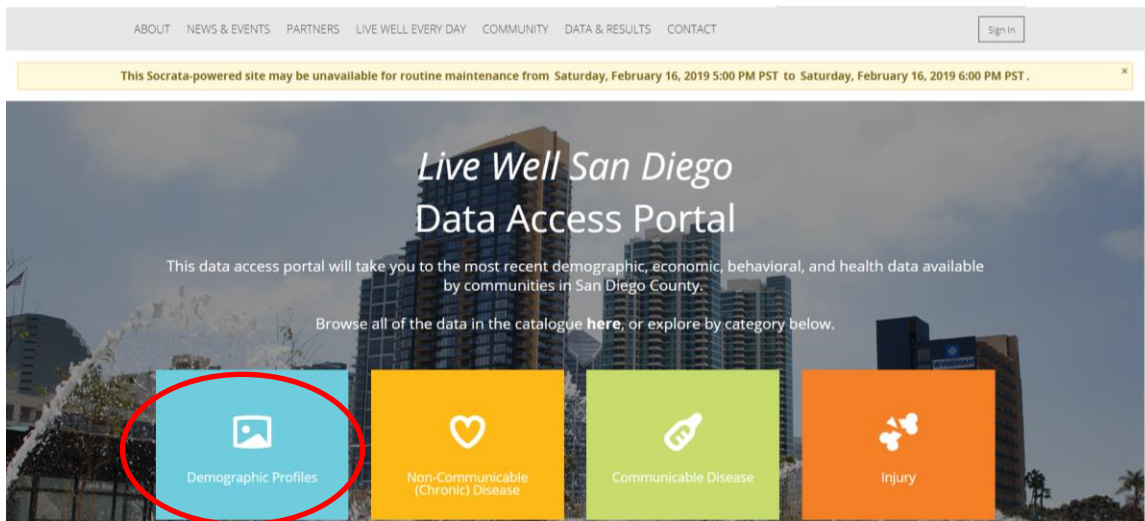 ABOUT NEWS & EVENTS PARTNERS LIVE WELL EVERY DAY COMMUNITY DATA & RESULTS CONTACT Sign In
This Socrata-powered site may be unavailable for routine maintenance from Saturday, February 16, 2019 5:00 PM PST to Saturday, February 16, 2019 6:00 PM PST. ×
Live Well San Diego
Data Access Portal
This data access portal will take you to the most recent demographic, economic, behavioral, and health data available
by communities in San Diego County.
Browse all of the data in the catalogue here, or explore by category below.
Demographic Profiles
Non-Communicable
(Chronic) Disease
Communicable Disease
Injury